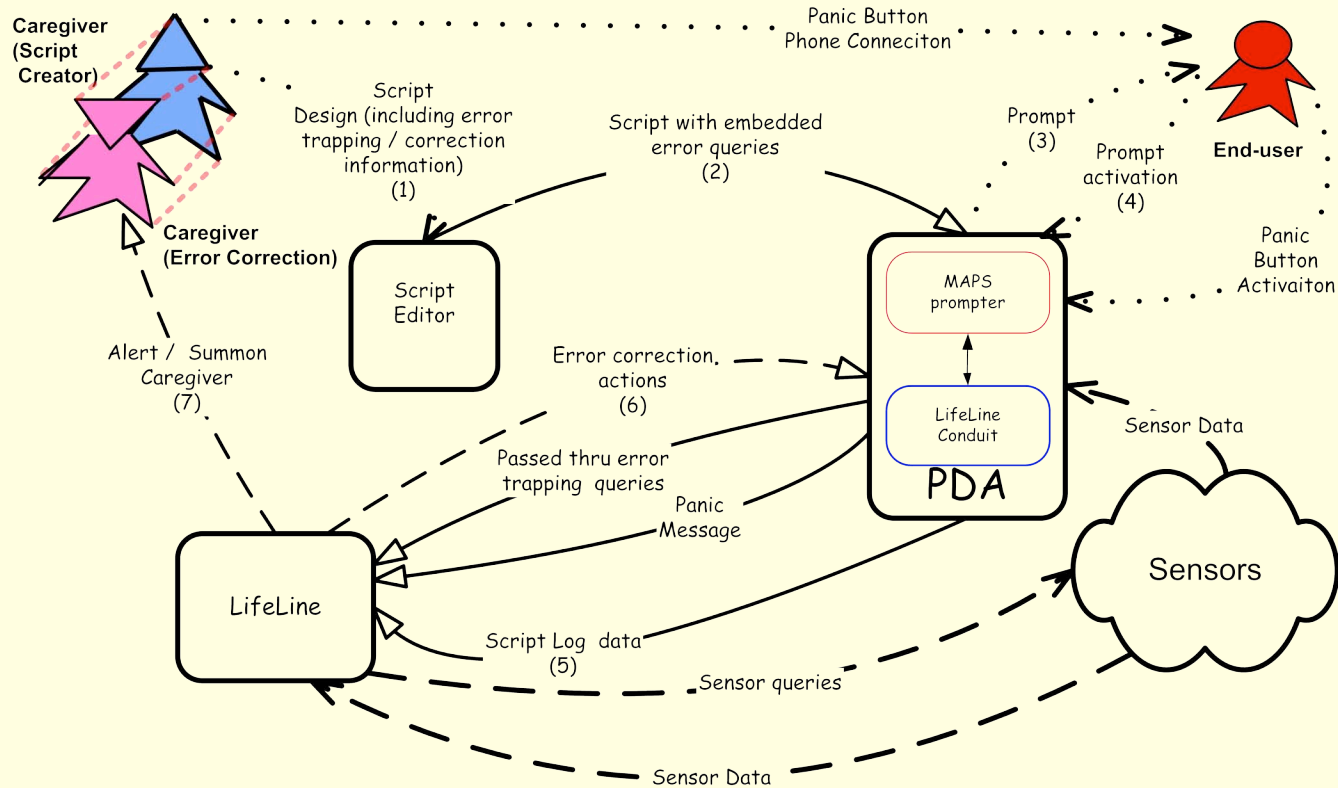 Caregiver
(Script
Creator)
Panic Button
Phone Conneciton
Script
Design (including error
trapping / correction
information)
(1)
Script with embedded
error queries
(2)
Prompt
(3)
Prompt
activation
(4)
End-user
Caregiver
(Error Correction)
Panic
Button
Activaiton
Script
Editor
MAPS
prompter
Alert / Summon
Caregiver
(7)
Error correction
actions
(6)
LifeLine
Conduit
PDA
Sensor Data
Passed thru error
trapping queries
Panic
Message
Sensors
LifeLine
Script Log data
(5)
Sensor queries
Sensor Data